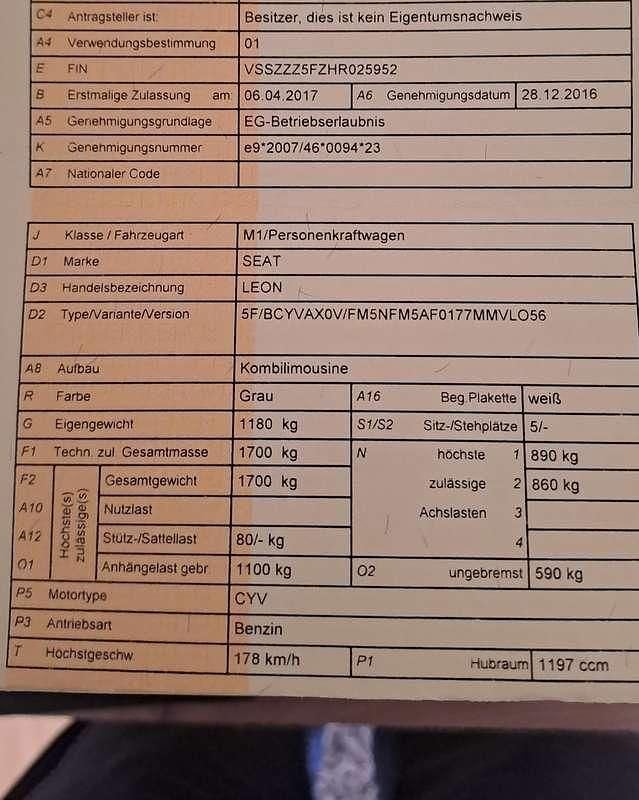 C4 Antragsteller ist: Besitzer, dies ist kein Eigentumsnachweis
A4 Verwendungsbestimmung 01
E FIN VSSZZZ5FZHR025952
B Erstmalige Zulassung am: 06.04.2017 A6 Genehmigungsdatum 28.12.2016
A5 Genehmigungsgrundlage EG-Betriebserlaubnis
K Genehmigungsnummer e9*2007/46*0094*23
A7 Nationaler Code
J Klasse / Fahrzeugart M1/Personenkraftwagen
D1 Marke SEAT
D3 Handelsbezeichnung LEON
D2 Type/Variante/Version 5F/BCYVAX0V/FM5NFM5AF0177MMVLO56
A8 Aufbau Kombilimousine
R Farbe Grau A16 Beg.Plakette weiß
G Eigengewicht 1180 kg S1/S2 Sitz-/Stehplätze 5/-
F1 Techn. zul. Gesamtmasse 1700 kg N höchste 1 890 kg
F2 Höchste(s) zulässige(s) Gesamtgewicht 1700 kg zulässige 2 860 kg
A10 Nutzlast Achslasten 3
A12 Stütz-/Sattellast 80/- kg 4
O1 Anhängelast gebr. 1100 kg O2 ungebremst 590 kg
P5 Motortype CYV
P3 Antriebsart Benzin
T Höchstgeschw. 178 km/h P1 Hubraum 1197 ccm